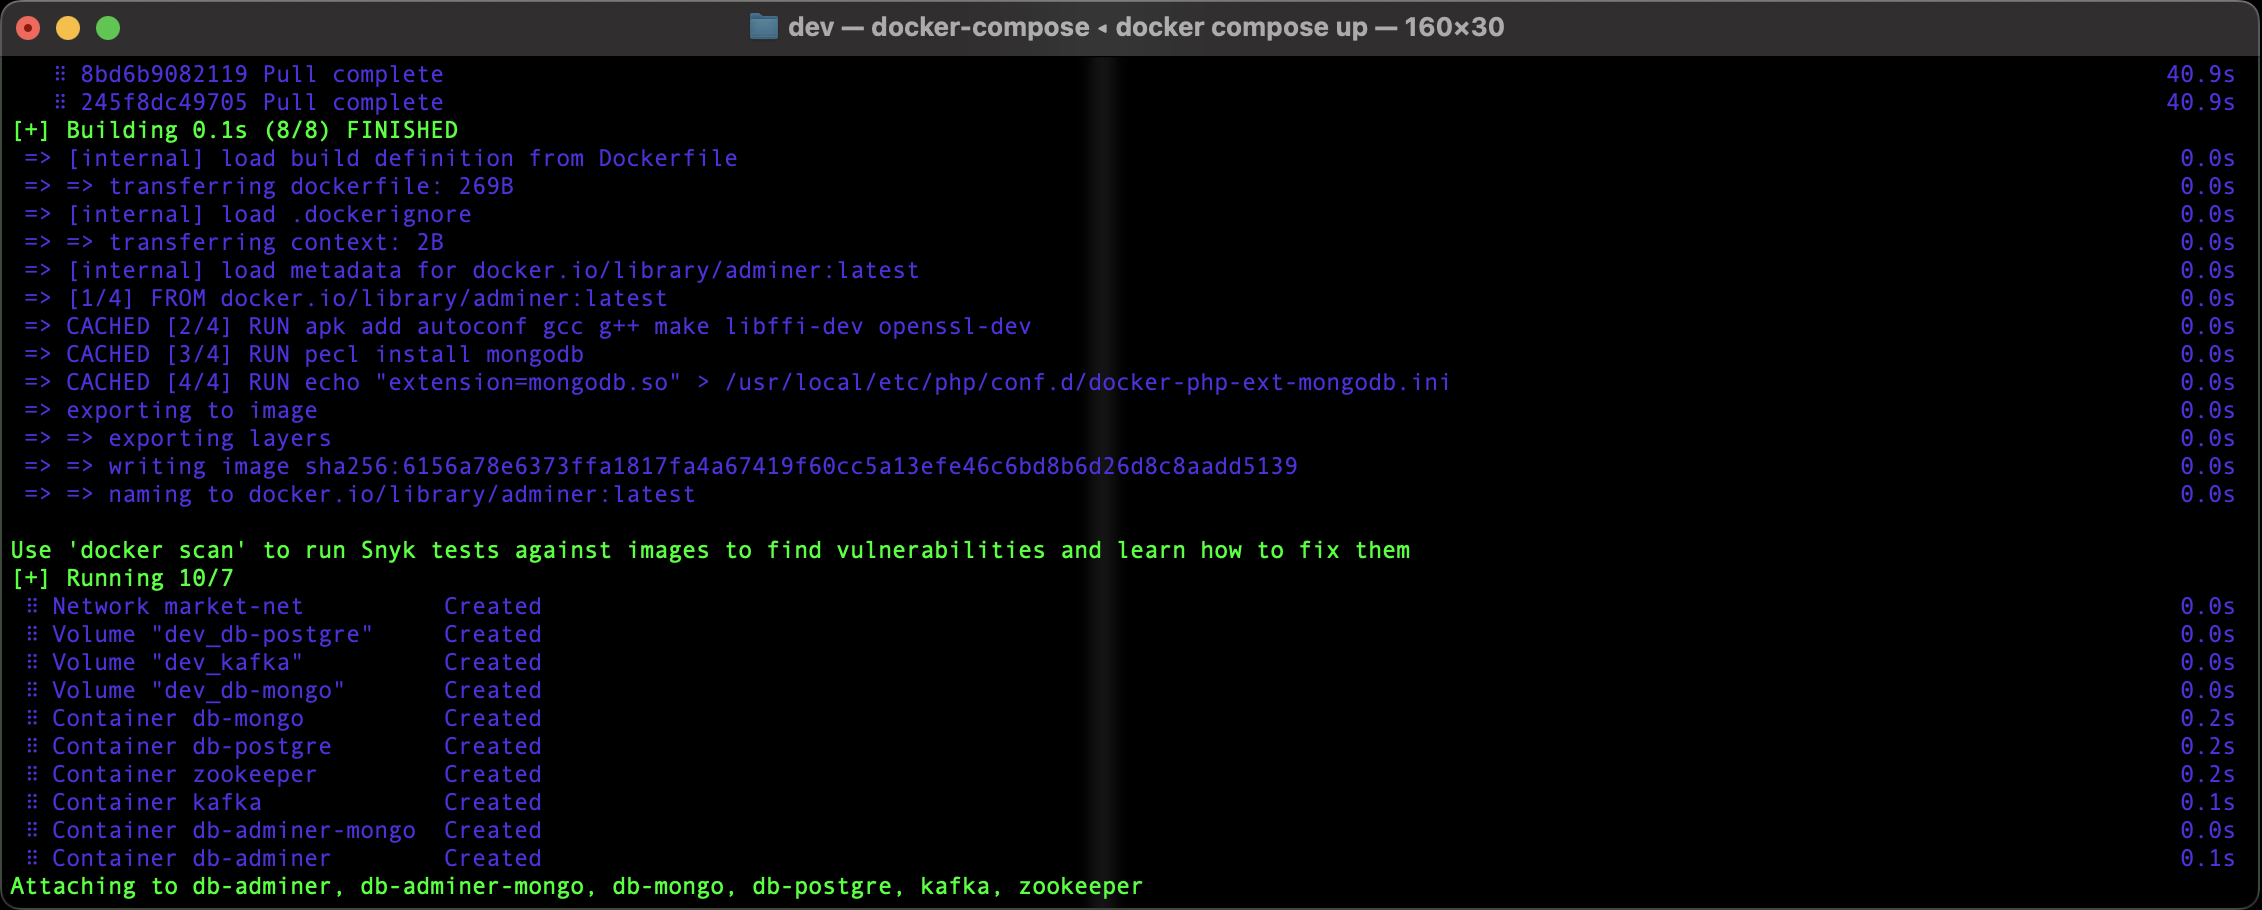 dev — docker-compose ◂ docker compose up — 160×30
⠿ 8bd6b9082119 Pull complete 40.9s
⠿ 245f8dc49705 Pull complete 40.9s
[+] Building 0.1s (8/8) FINISHED
=> [internal] load build definition from Dockerfile 0.0s
=> => transferring dockerfile: 269B 0.0s
=> [internal] load .dockerignore 0.0s
=> => transferring context: 2B 0.0s
=> [internal] load metadata for docker.io/library/adminer:latest 0.0s
=> [1/4] FROM docker.io/library/adminer:latest 0.0s
=> CACHED [2/4] RUN apk add autoconf gcc g++ make libffi-dev openssl-dev 0.0s
=> CACHED [3/4] RUN pecl install mongodb 0.0s
=> CACHED [4/4] RUN echo "extension=mongodb.so" > /usr/local/etc/php/conf.d/docker-php-ext-mongodb.ini 0.0s
=> exporting to image 0.0s
=> => exporting layers 0.0s
=> => writing image sha256:6156a78e6373ffa1817fa4a67419f60cc5a13efe46c6bd8b6d26d8c8aadd5139 0.0s
=> => naming to docker.io/library/adminer:latest 0.0s
Use 'docker scan' to run Snyk tests against images to find vulnerabilities and learn how to fix them
[+] Running 10/7
⠿ Network market-net Created 0.0s
⠿ Volume "dev_db-postgre" Created 0.0s
⠿ Volume "dev_kafka" Created 0.0s
⠿ Volume "dev_db-mongo" Created 0.0s
⠿ Container db-mongo Created 0.2s
⠿ Container db-postgre Created 0.2s
⠿ Container zookeeper Created 0.2s
⠿ Container kafka Created 0.1s
⠿ Container db-adminer-mongo Created 0.0s
⠿ Container db-adminer Created 0.1s
Attaching to db-adminer, db-adminer-mongo, db-mongo, db-postgre, kafka, zookeeper